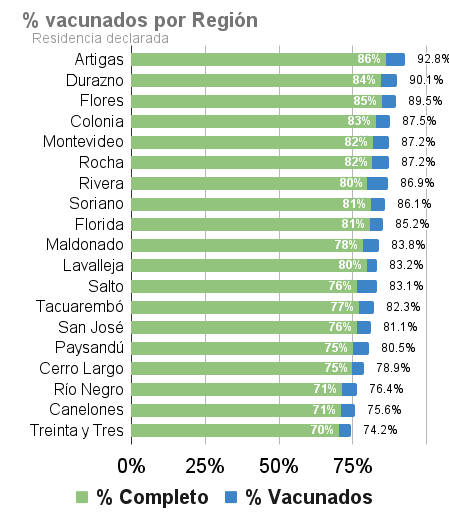 % vacunados por Región
Residencia declarada
Artigas 86% 92.8%
Durazno 84% 90.1%
Flores 85% 89.5%
Colonia 83% 87.5%
Montevideo 82% 87.2%
Rocha 82% 87.2%
Rivera 80% 86.9%
Soriano 81% 86.1%
Florida 81% 85.2%
Maldonado 78% 83.8%
Lavalleja 80% 83.2%
Salto 76% 83.1%
Tacuarembó 77% 82.3%
San José 76% 81.1%
Paysandú 75% 80.5%
Cerro Largo 75% 78.9%
Río Negro 71% 76.4%
Canelones 71% 75.6%
Treinta y Tres 70% 74.2%
0% 25% 50% 75%
% Completo % Vacunados